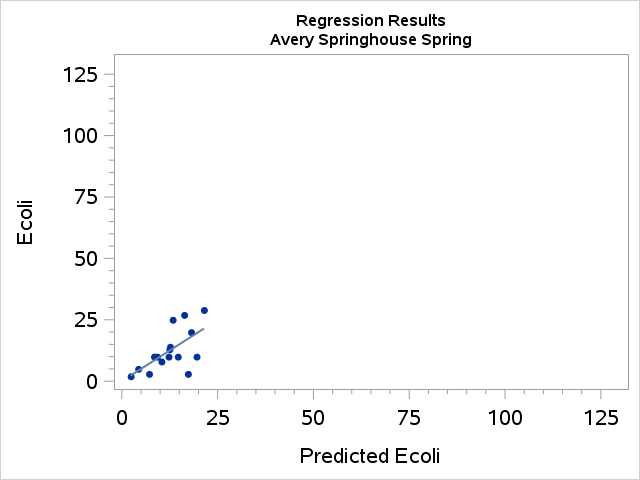 Regression Results
Avery Springhouse Spring
125
100
75
50
25
0
Ecoli
0 25 50 75 100 125
Predicted Ecoli